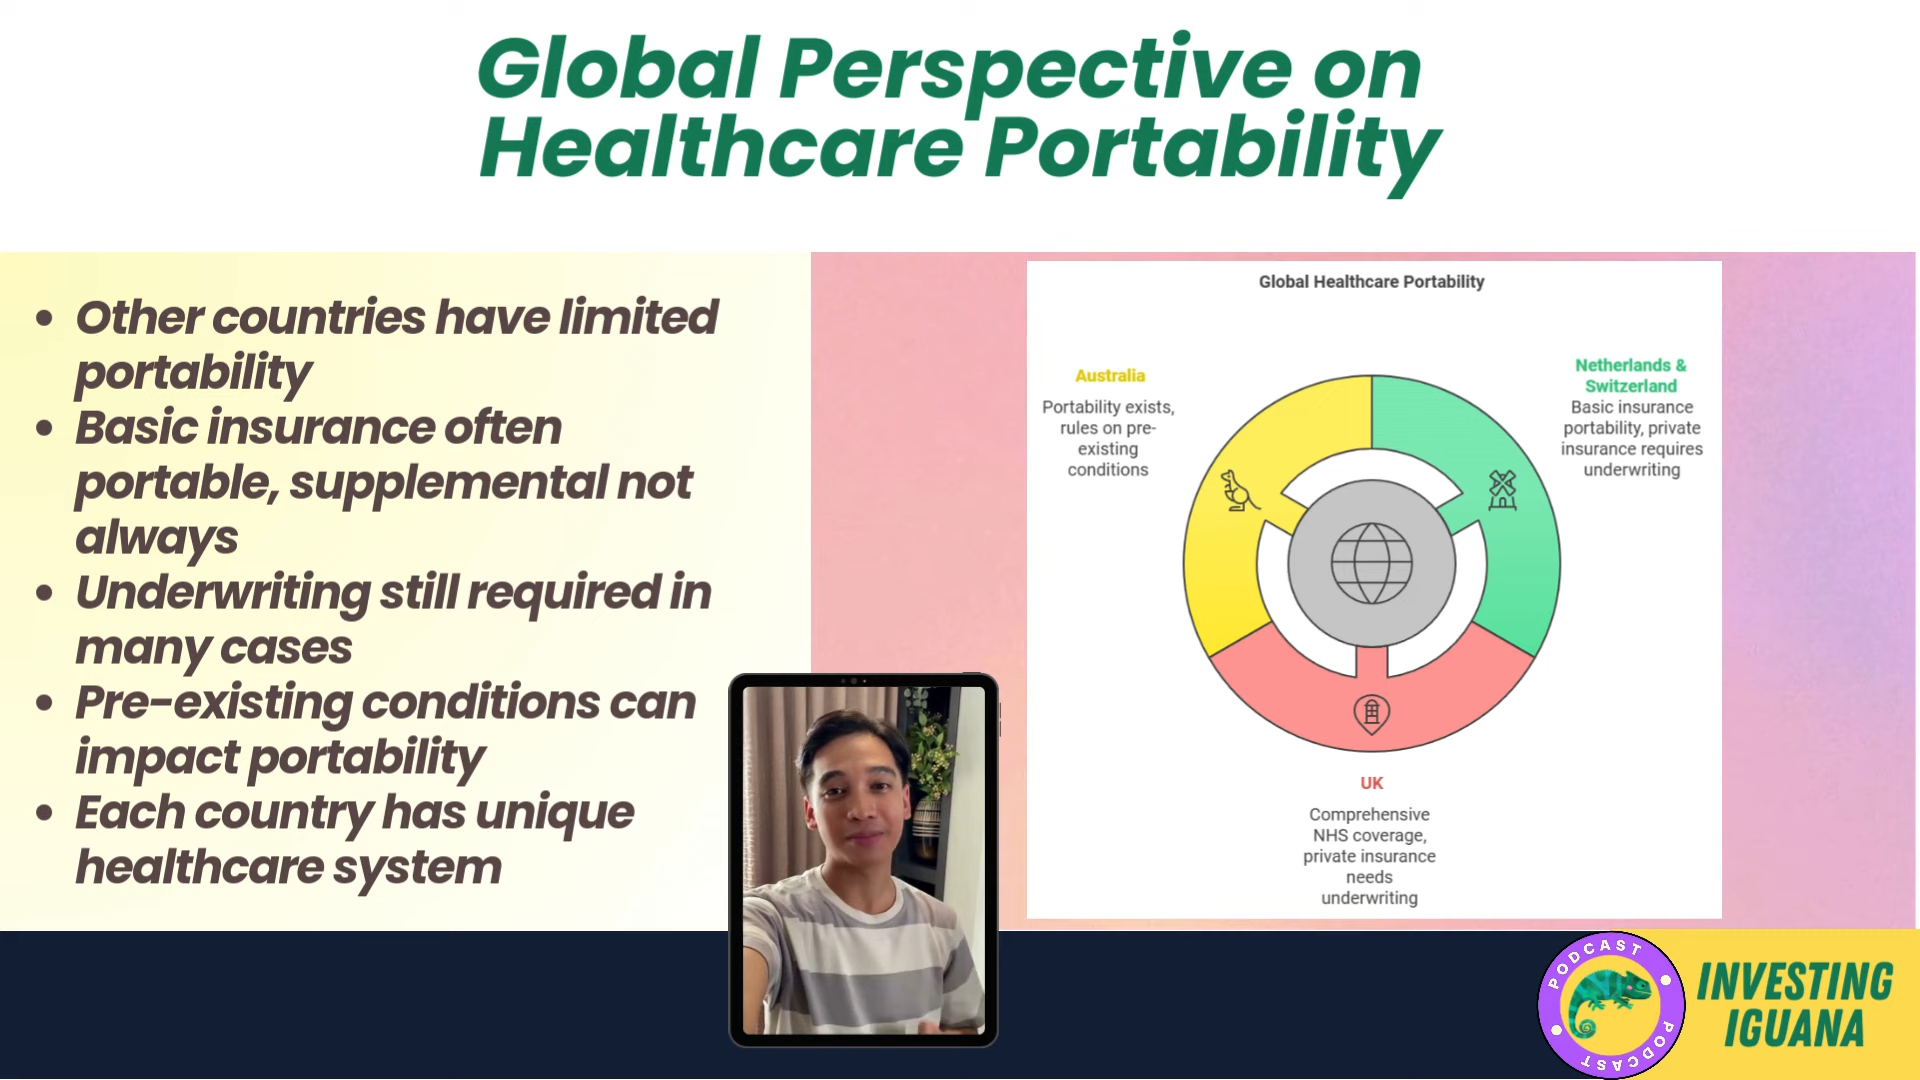 Global Perspective on
Healthcare Portability
Other countries have limited
portability
Basic insurance often
portable, supplemental not
always
Underwriting still required in
many cases
Pre-existing conditions can
impact portability
Each country has unique
healthcare system
Global Healthcare Portability
Australia
Portability exists,
rules on pre-
existing
conditions
Netherlands &
Switzerland
Basic insurance
portability, private
insurance requires
underwriting
UK
Comprehensive
NHS coverage,
private insurance
needs
underwriting
PODCAST
PODCAST
INVESTING
IGUANA